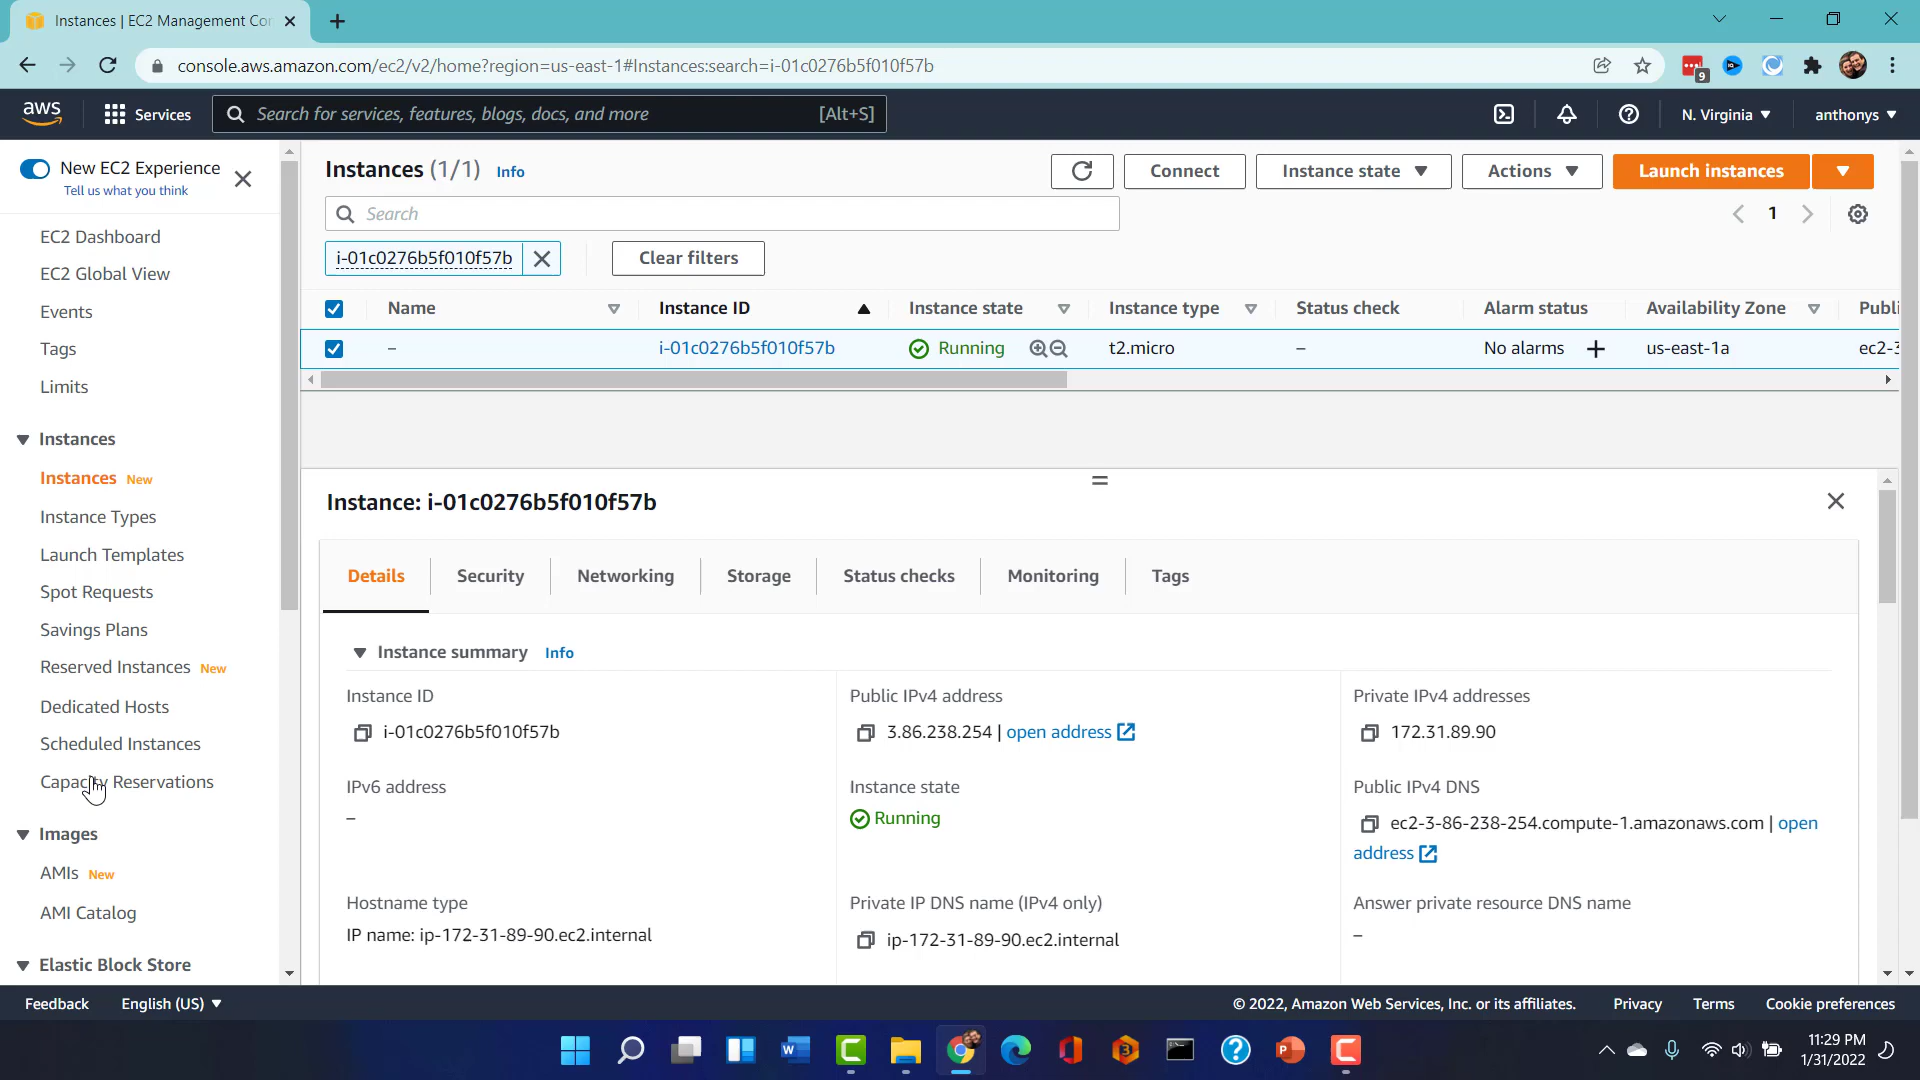 Instances | EC2 Management Con
console.aws.amazon.com/ec2/v2/home?region=us-east-1#Instances:search=i-01c0276b5f010f57b
9
aws
Services
Search for services, features, blogs, docs, and more
[Alt+S]
N. Virginia
anthonys
New EC2 Experience
Tell us what you think
EC2 Dashboard
EC2 Global View
Events
Tags
Limits
Instances
Instances New
Instance Types
Launch Templates
Spot Requests
Savings Plans
Reserved Instances New
Dedicated Hosts
Scheduled Instances
Capacity Reservations
Images
AMIs New
AMI Catalog
Elastic Block Store
Instances (1/1) Info
Connect
Instance state
Actions
Launch instances
Search
1
i-01c0276b5f010f57b
Clear filters
Name
Instance ID
Instance state
Instance type
Status check
Alarm status
Availability Zone
Publi
–
i-01c0276b5f010f57b
Running
t2.micro
–
No alarms
us-east-1a
ec2-3
Instance: i-01c0276b5f010f57b
Details
Security
Networking
Storage
Status checks
Monitoring
Tags
Instance summary Info
Instance ID
i-01c0276b5f010f57b
Public IPv4 address
3.86.238.254 | open address
Private IPv4 addresses
172.31.89.90
IPv6 address
–
Instance state
Running
Public IPv4 DNS
ec2-3-86-238-254.compute-1.amazonaws.com | open
address
Hostname type
IP name: ip-172-31-89-90.ec2.internal
Private IP DNS name (IPv4 only)
ip-172-31-89-90.ec2.internal
Answer private resource DNS name
–
Feedback
English (US)
© 2022, Amazon Web Services, Inc. or its affiliates.
Privacy
Terms
Cookie preferences
11:29 PM
1/31/2022